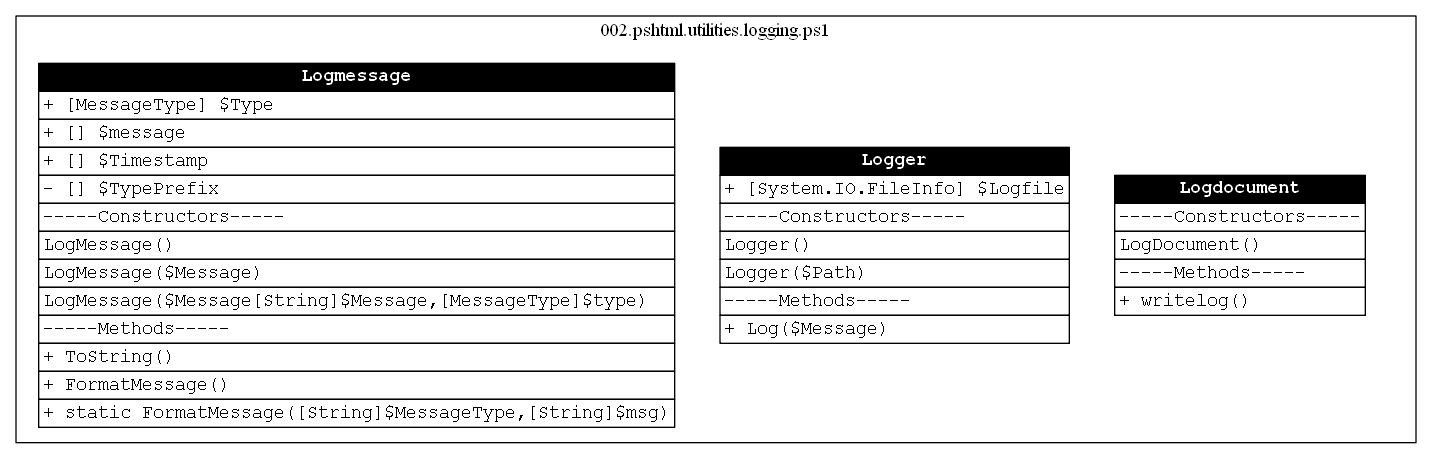 002.pshtml.utilities.logging.ps1
Logmessage
+ [MessageType] $Type
+ [] $message
+ [] $Timestamp
- [] $TypePrefix
-----Constructors-----
LogMessage()
LogMessage($Message)
LogMessage($Message[String]$Message,[MessageType]$type)
-----Methods-----
+ ToString()
+ FormatMessage()
+ static FormatMessage([String]$MessageType,[String]$msg)
Logger
+ [System.IO.FileInfo] $Logfile
-----Constructors-----
Logger()
Logger($Path)
-----Methods-----
+ Log($Message)
Logdocument
-----Constructors-----
LogDocument()
-----Methods-----
+ writelog()